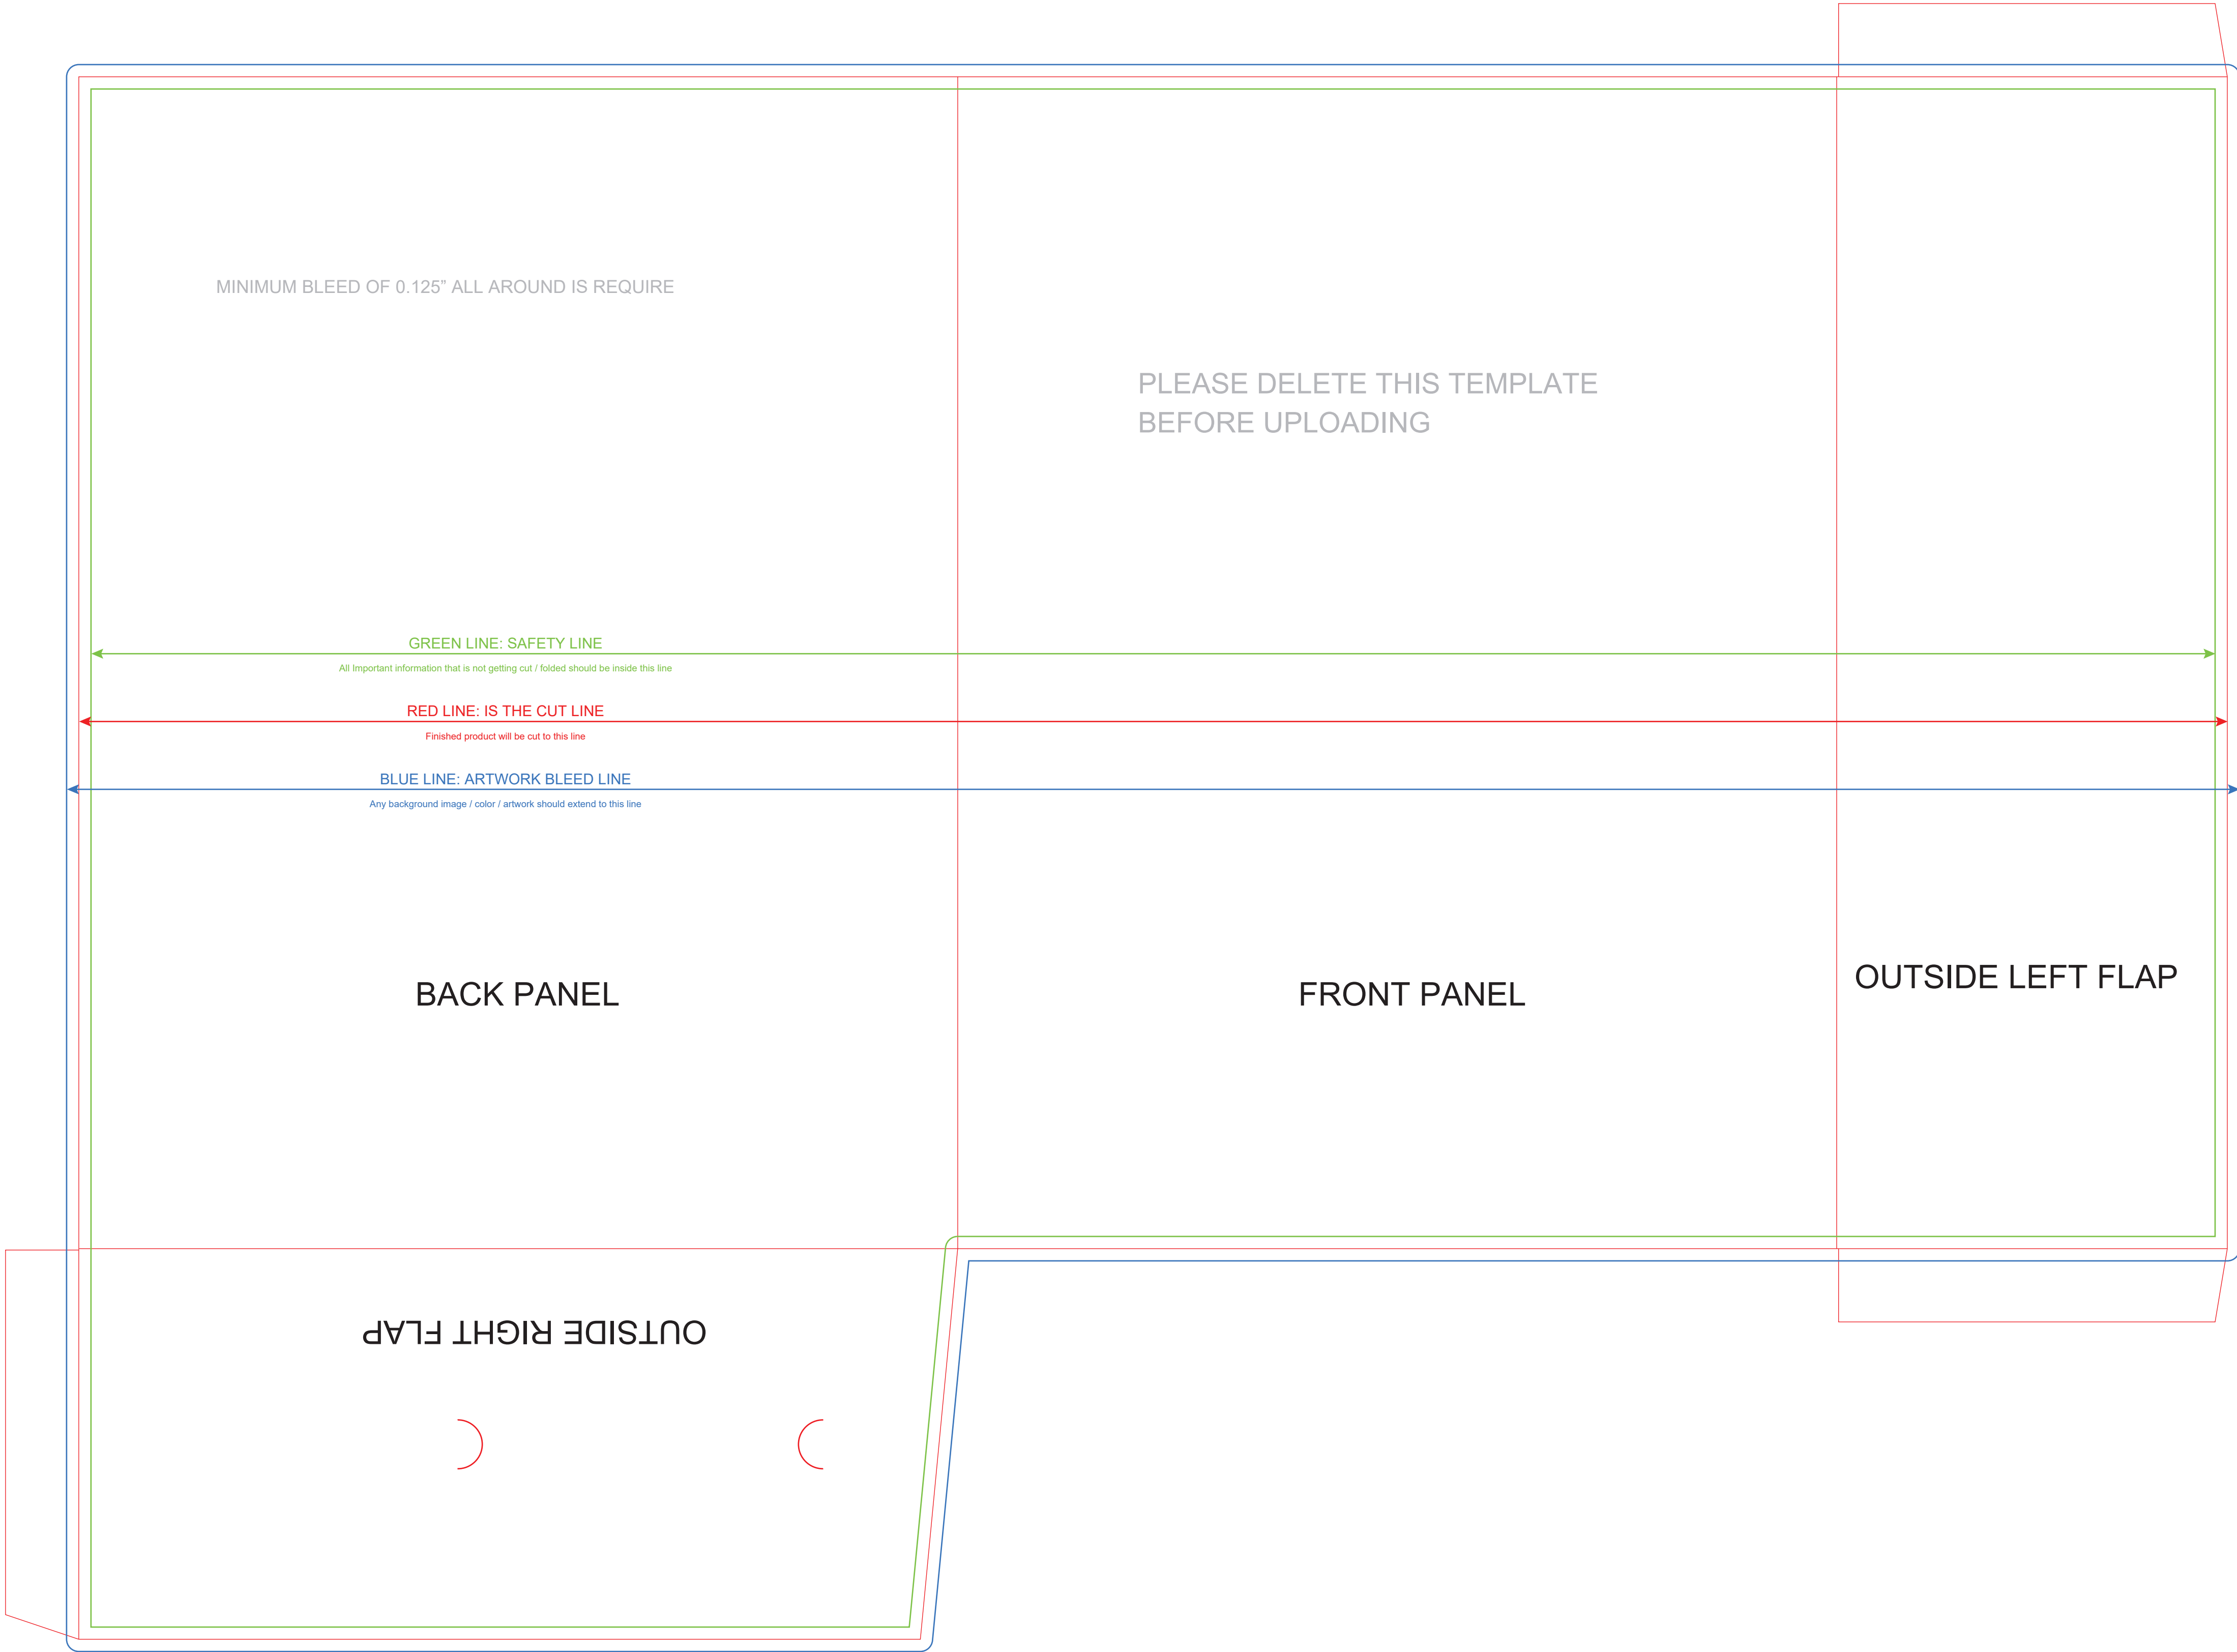 MINIMUM BLEED OF 0.125" ALL AROUND IS REQUIRE
PLEASE DELETE THIS TEMPLATE
BEFORE UPLOADING
GREEN LINE: SAFETY LINE
All Important information that is not getting cut / folded should be inside this line
RED LINE: IS THE CUT LINE
Finished product will be cut to this line
BLUE LINE: ARTWORK BLEED LINE
Any background image / color / artwork should extend to this line
BACK PANEL
FRONT PANEL
OUTSIDE LEFT FLAP
OUTSIDE RIGHT FLAP